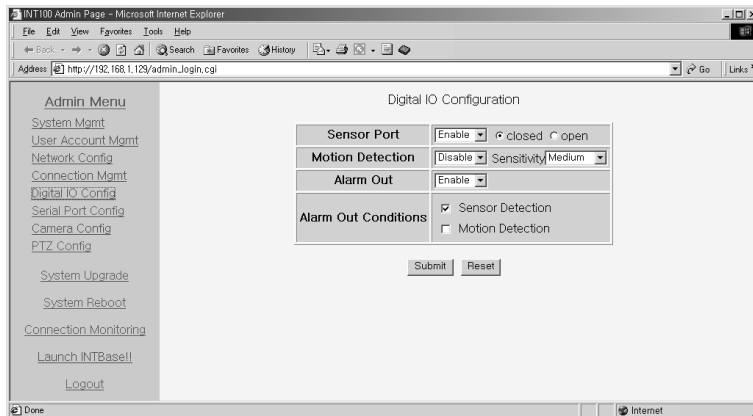 INT100 Admin Page - Microsoft Internet Explorer
File Edit View Favorites Tools Help
Back Search Favorites History
Address http://192.168.1.129/admin_login.cgi Go Links
Admin Menu
System Mgmt
User Account Mgmt
Network Config
Connection Mgmt
Digital IO Config
Serial Port Config
Camera Config
PTZ Config
System Upgrade
System Reboot
Connection Monitoring
Launch INTBase!!
Logout
Digital IO Configuration
Sensor Port Enable closed open
Motion Detection Disable Sensitivity Medium
Alarm Out Enable
Alarm Out Conditions
Sensor Detection
Motion Detection
Submit Reset
Done Internet